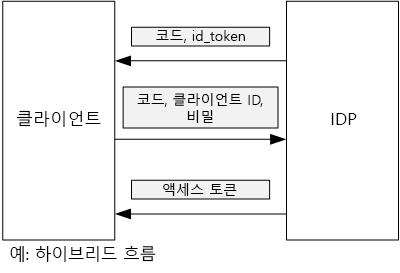 코드, id_token
코드, 클라이언트 ID,
비밀
클라이언트
IDP
액세스 토큰
예: 하이브리드 흐름